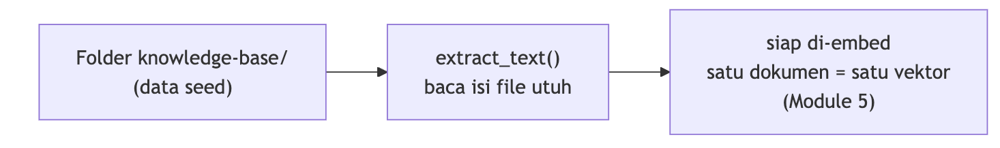 Folder knowledge-base/
(data seed)
extract_text()
baca isi file utuh
siap di-embed
satu dokumen = satu vektor
(Module 5)